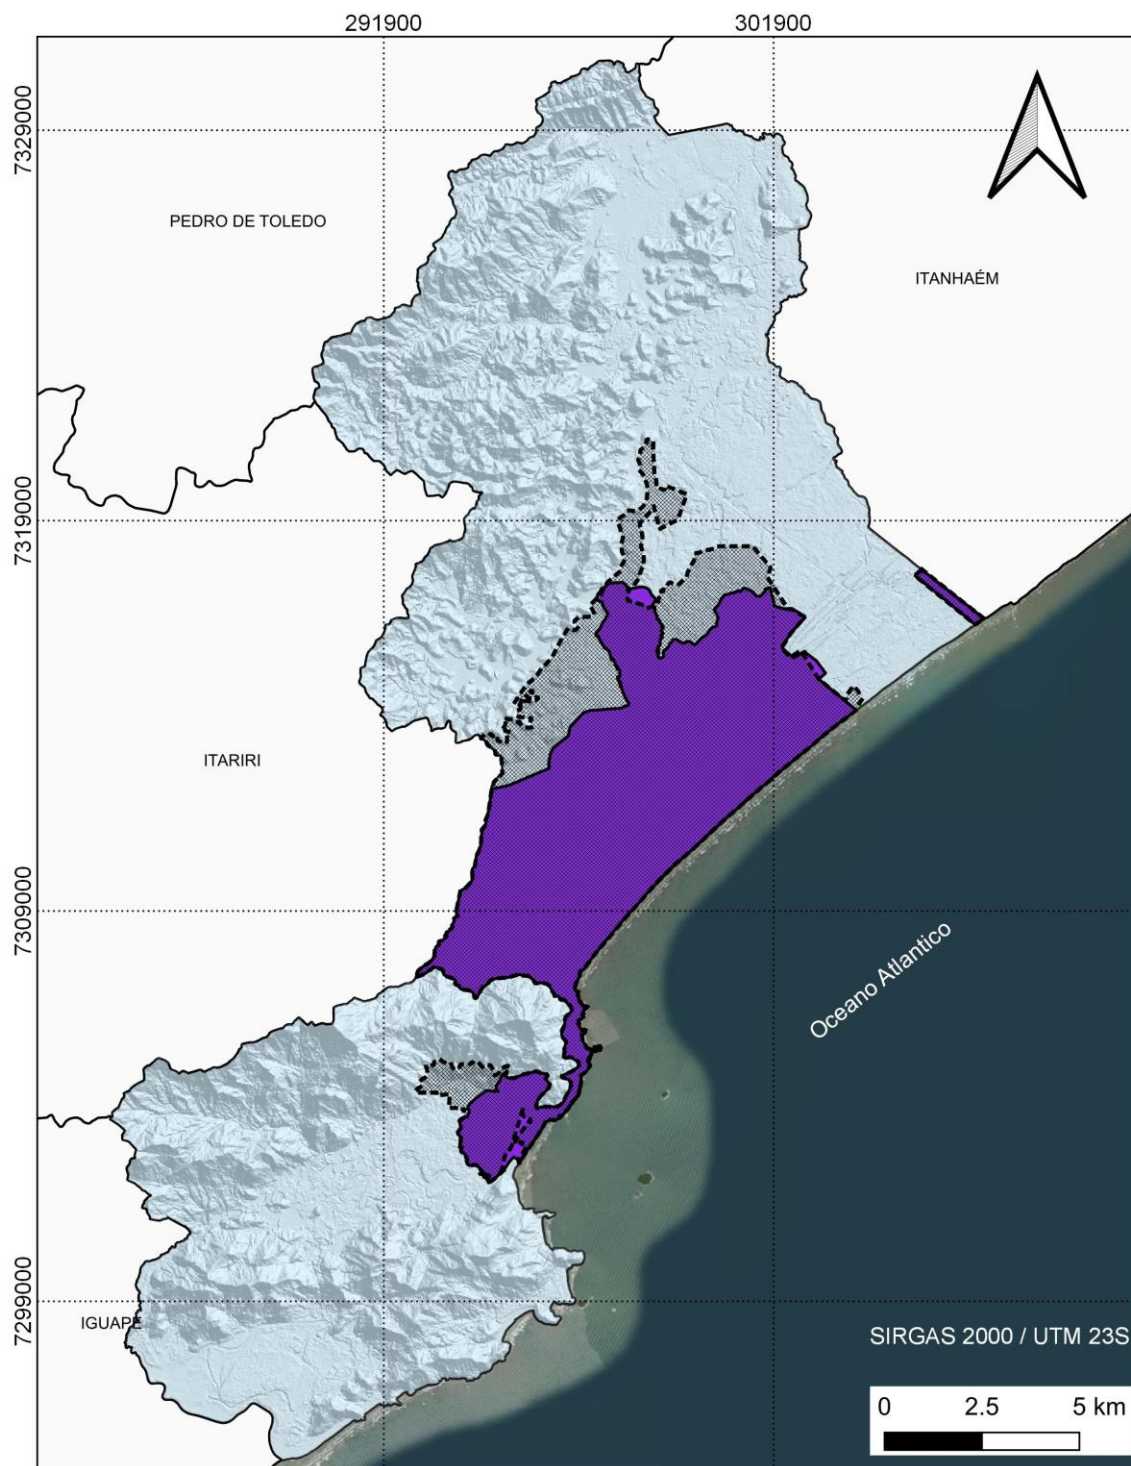 291900
301900
7329000
PEDRO DE TOLEDO
ITANHAÉM
7319000
ITARIRI
7309000
Oceano Atlantico
7299000
IGUAPE
SIRGAS 2000 / UTM 23S
0 2.5 5 km